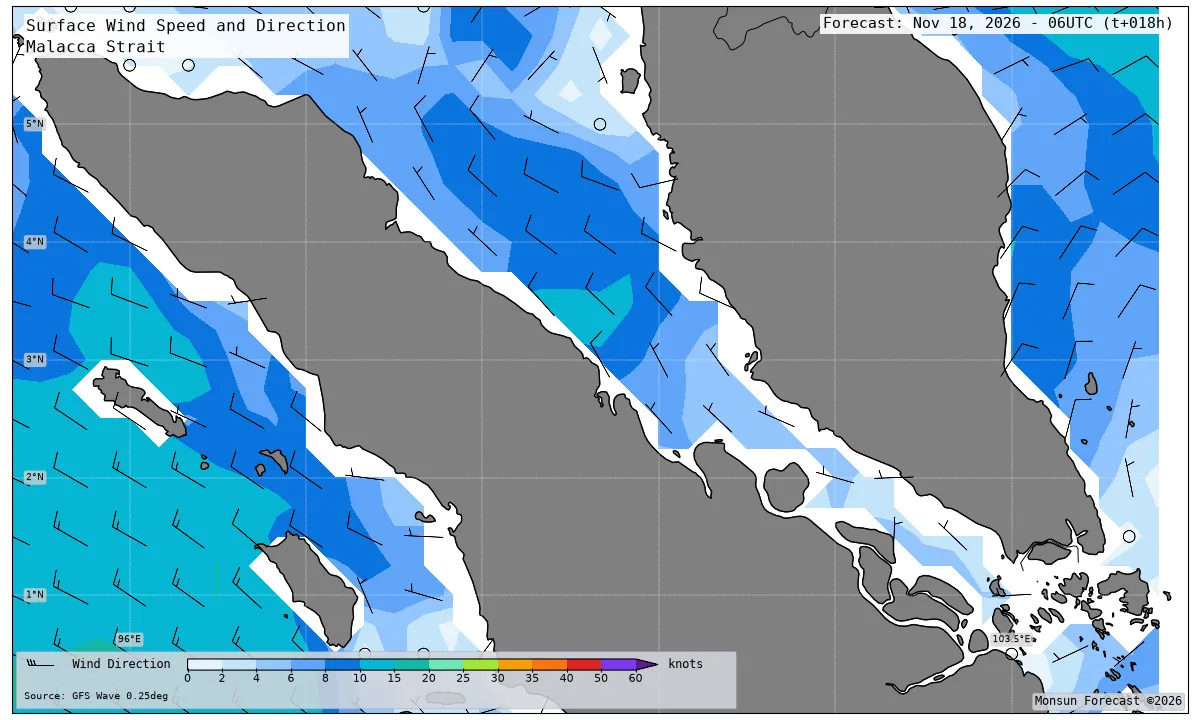 Surface Wind Speed and Direction
Malacca Strait
Forecast: Nov 18, 2026 - 06UTC (t+018h)
5°N
4°N
3°N
2°N
1°N
96°E
103.5°E
Wind Direction
knots
0 2 4 6 8 10 12 15 20 25 30 35 40 50 60
Source: GFS Wave 0.25deg
Monsun Forecast ©2026